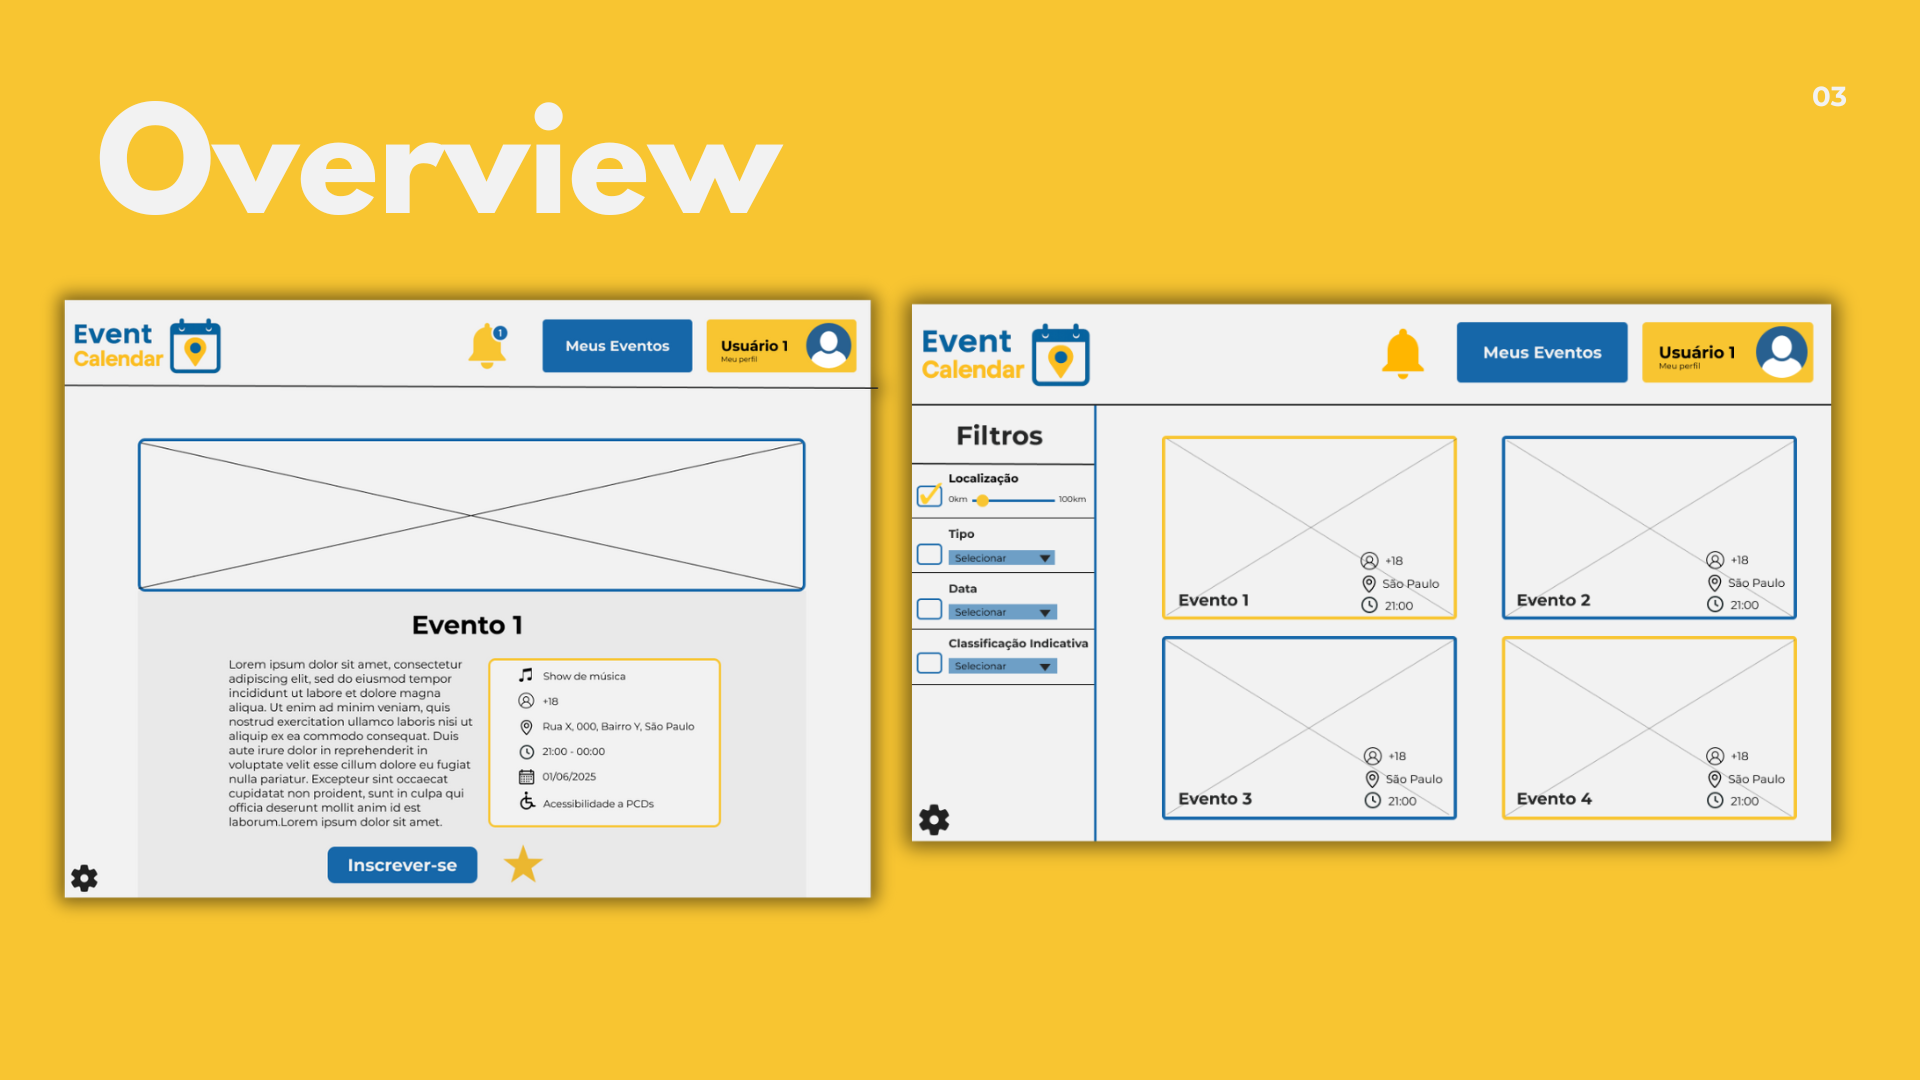 Overview
03
Event
Calendar
1
Meus Eventos
Usuário 1
Meu perfil
Evento 1
Lorem ipsum dolor sit amet, consectetur
adipiscing elit, sed do eiusmod tempor
incididunt ut labore et dolore magna
aliqua. Ut enim ad minim veniam, quis
nostrud exercitation ullamco laboris nisi ut
aliquip ex ea commodo consequat. Duis
aute irure dolor in reprehenderit in
voluptate velit esse cillum dolore eu fugiat
nulla pariatur. Excepteur sint occaecat
cupidatat non proident, sunt in culpa qui
officia deserunt mollit anim id est
laborum.Lorem ipsum dolor sit amet.
Show de música
+18
Rua X, 000, Bairro Y, São Paulo
21:00 - 00:00
01/06/2025
Acessibilidade a PCDs
Inscrever-se
Event
Calendar
Meus Eventos
Usuário 1
Meu perfil
Filtros
Localização
0km 100km
Tipo
Selecionar
Data
Selecionar
Classificação Indicativa
Selecionar
Evento 1
+18
São Paulo
21:00
Evento 2
+18
São Paulo
21:00
Evento 3
+18
São Paulo
21:00
Evento 4
+18
São Paulo
21:00